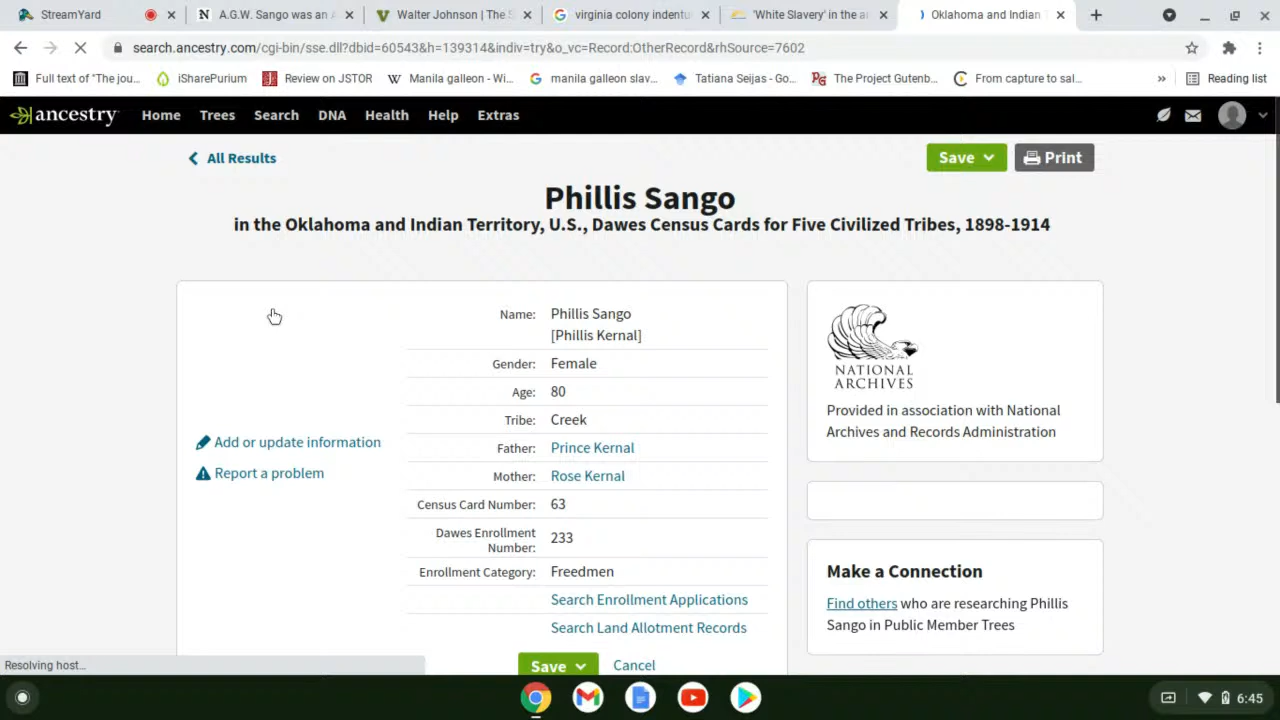 StreamYard
A.G.W. Sango was an A
Walter Johnson | The S
virginia colony indentu
'White Slavery' in the a
Oklahoma and Indian T
search.ancestry.com/cgi-bin/sse.dll?dbid=60543&h=139314&indiv=try&o_vc=Record:OtherRecord&rhSource=7602
Full text of "The jou...
iSharePurium
Review on JSTOR
Manila galleon - Wi...
manila galleon slav...
Tatiana Seijas - Go...
The Project Gutenb...
From capture to sal...
»
Reading list
ancestry
Home
Trees
Search
DNA
Health
Help
Extras
All Results
Save
Print
Phillis Sango
in the Oklahoma and Indian Territory, U.S., Dawes Census Cards for Five Civilized Tribes, 1898-1914
Name: Phillis Sango
[Phillis Kernal]
Gender: Female
Age: 80
Tribe: Creek
Father: Prince Kernal
Mother: Rose Kernal
Census Card Number: 63
Dawes Enrollment
Number: 233
Enrollment Category: Freedmen
Search Enrollment Applications
Search Land Allotment Records
Save
Cancel
Add or update information
Report a problem
NATIONAL
ARCHIVES
Provided in association with National
Archives and Records Administration
Make a Connection
Find others who are researching Phillis
Sango in Public Member Trees
Resolving host...
6:45